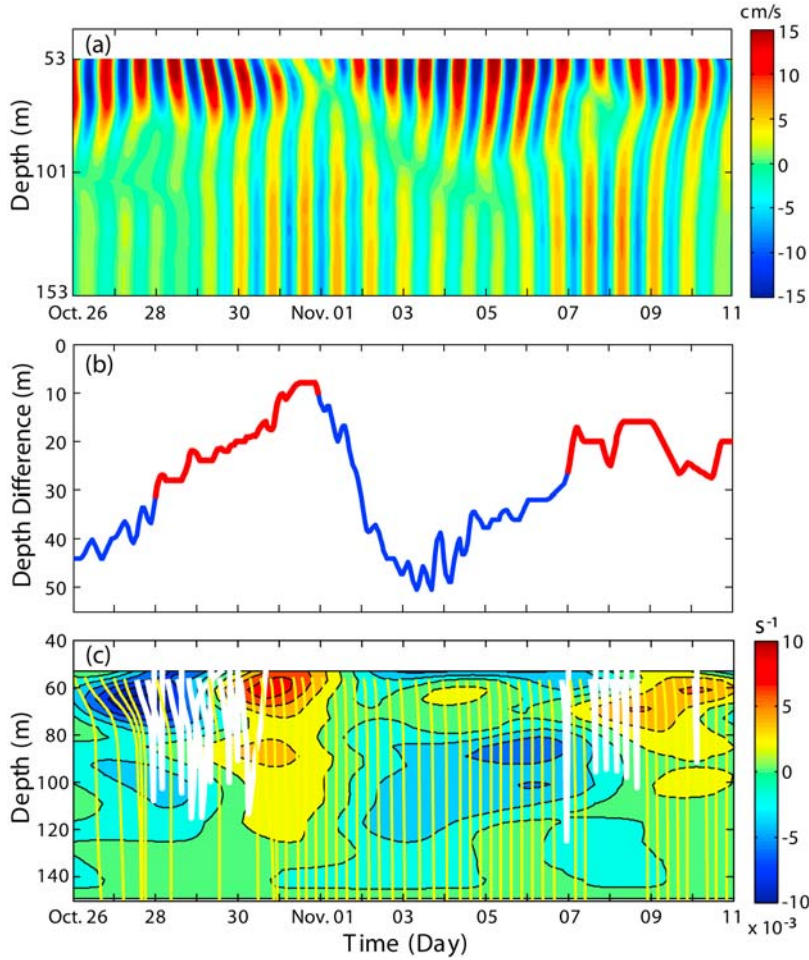 cm/s
(a)
53
101
153
Depth (m)
15
10
5
0
-5
-10
-15
Oct. 26 28 30 Nov. 01 03 05 07 09 11
(b)
0
10
20
30
40
50
Depth Difference (m)
S-1
(c)
40
60
80
100
120
140
Depth (m)
10
5
0
-5
-10
x 10-3
Oct. 26 28 30 Nov. 01 03 05 07 09 11
Time (Day)